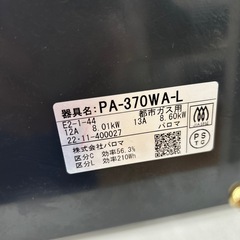 器具名: PA-370WA-L
E2-1-44 都市ガス用
12A 8.01kW 13A 8.60kW
22・11-400027 パロマ
株式会社パロマ
区分C 効率56.3%
区分L 効率210Wh
PS
TG